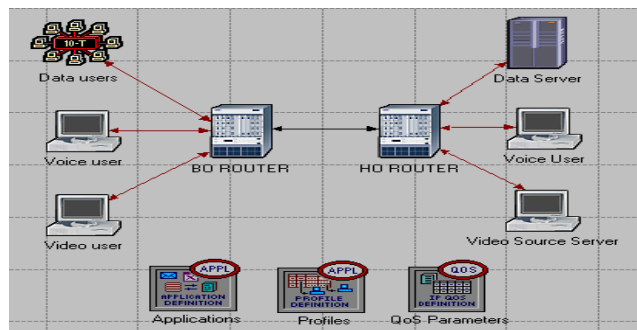 10-T
Data users
Data Server
Voice user
BO ROUTER
HO ROUTER
Voice User
Video user
Video Source Server
APPL
APPLICATION
DEFINITION
Applications
APPL
PROFILE
DEFINITION
Profiles
QOS
IP QOS
DEFINITION
QoS Parameters